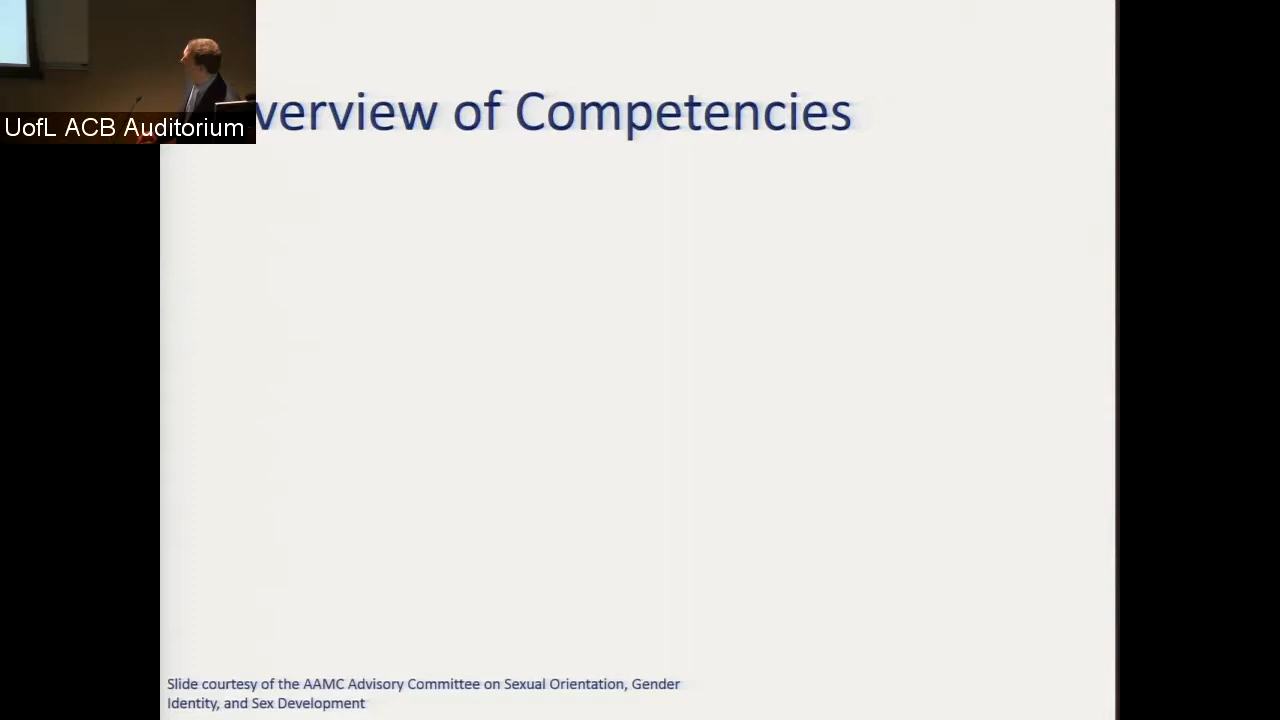 verview of Competencies
UofL ACB Auditorium
Slide courtesy of the AAMC Advisory Committee on Sexual Orientation, Gender
Identity, and Sex Development